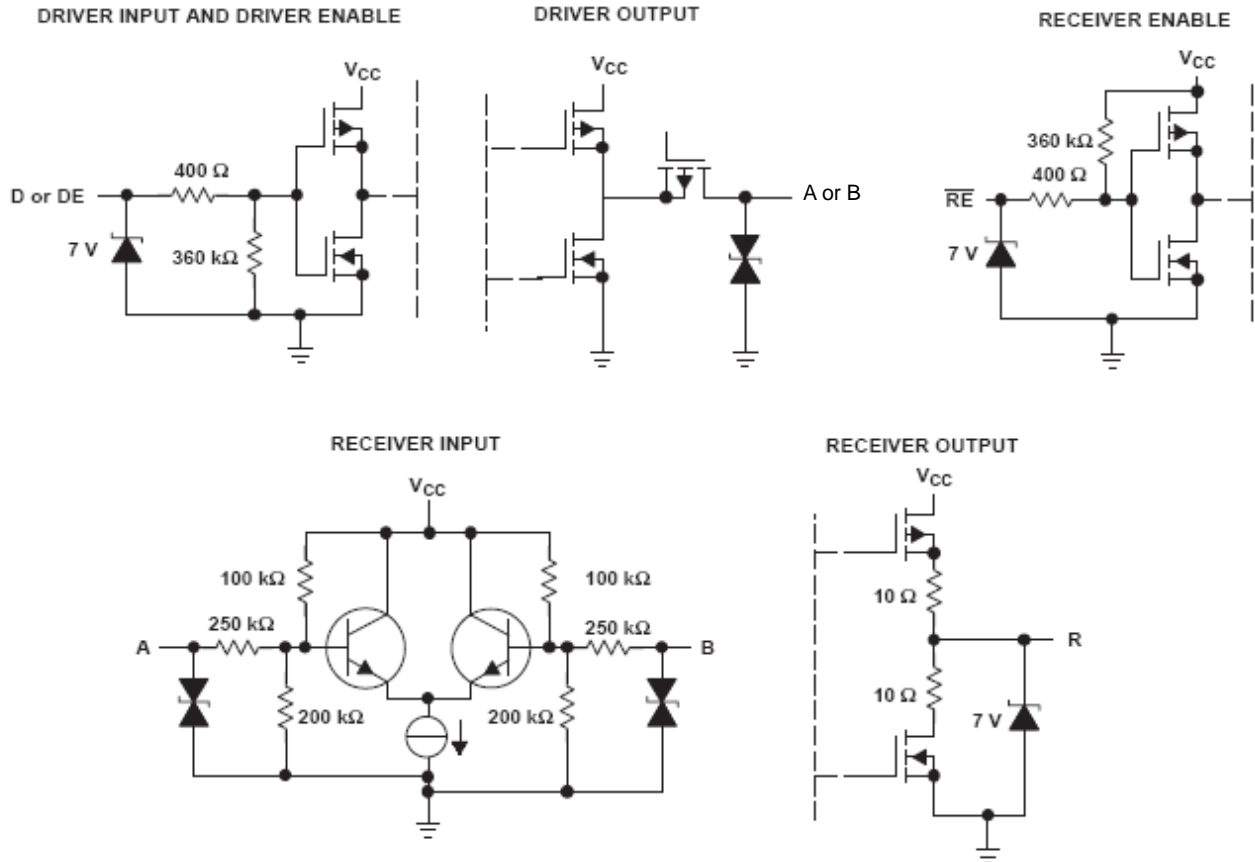 DRIVER INPUT AND DRIVER ENABLE
VCC
400 Ω
D or DE
7 V
360 kΩ
DRIVER OUTPUT
VCC
A or B
RECEIVER ENABLE
VCC
360 kΩ
400 Ω
R̅E̅
7 V
RECEIVER INPUT
VCC
100 kΩ
100 kΩ
250 kΩ
250 kΩ
A
B
200 kΩ
200 kΩ
RECEIVER OUTPUT
VCC
10 Ω
R
10 Ω
7 V